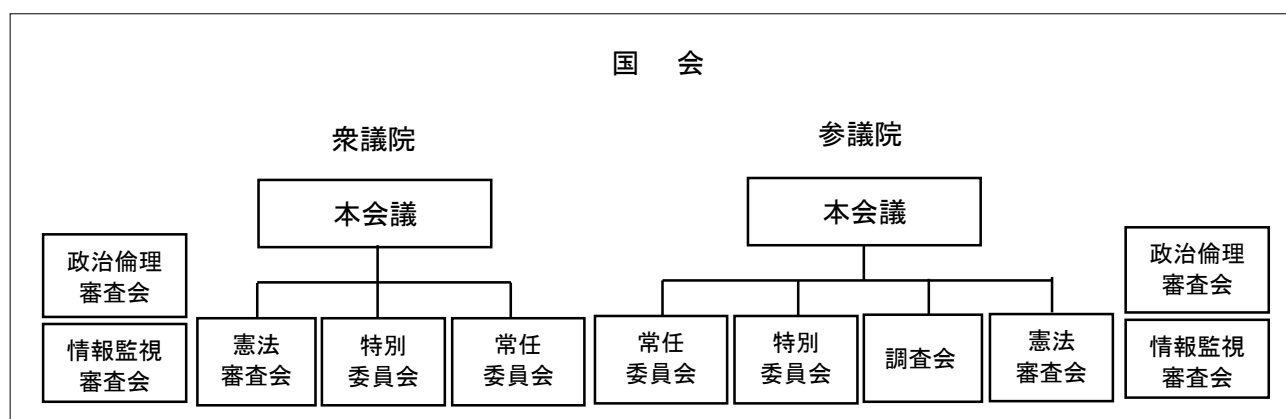 国 会
衆議院
参議院
本会議
本会議
政治倫理
審査会
情報監視
審査会
憲法
審査会
特別
委員会
常任
委員会
常任
委員会
特別
委員会
調査会
憲法
審査会
政治倫理
審査会
情報監視
審査会